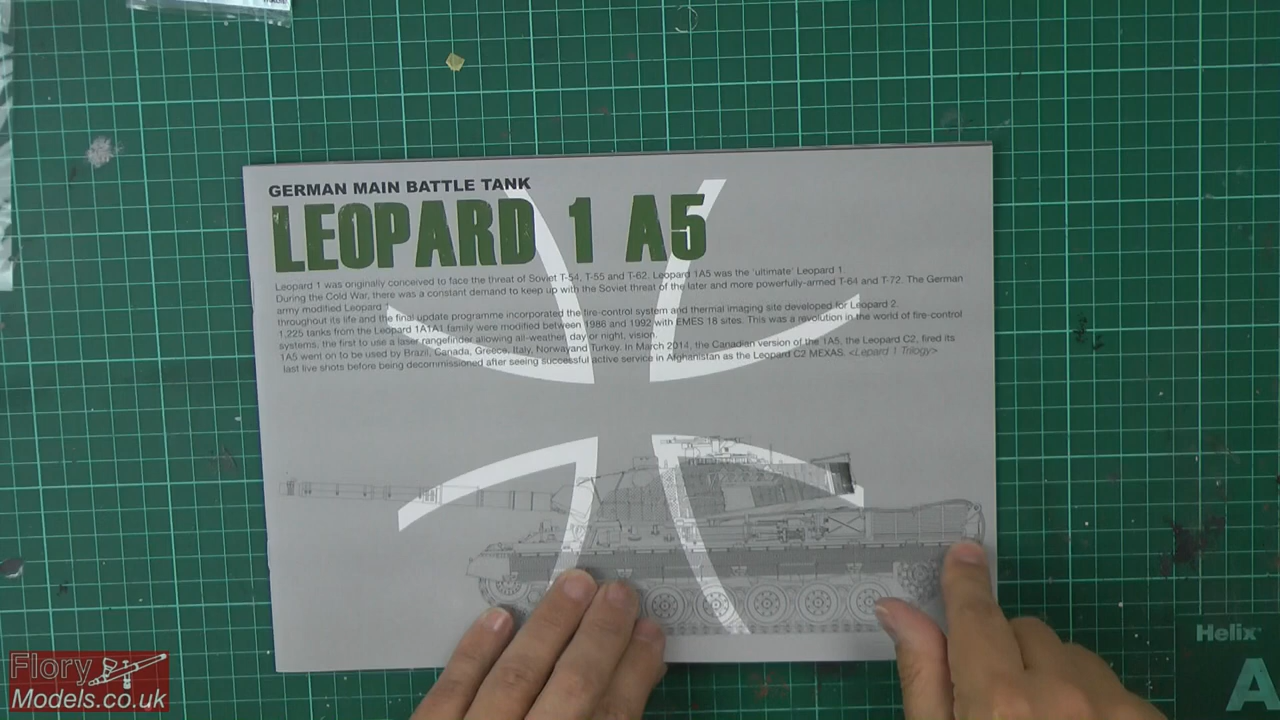 GERMAN MAIN BATTLE TANK
LEOPARD 1 A5
Leopard 1 was originally conceived to face the threat of Soviet T-54, T-55 and T-62. Leopard 1A5 was the 'ultimate' Leopard 1
During the Cold War, there was a constant demand to keep up with the Soviet threat of the later and more powerfully-armed T-64 and T-72. The German
army modified Leopard 1
throughout its life and the final update programme incorporated the fire-control system and thermal imaging site developed for Leopard 2.
1,225 tanks from the Leopard 1A1A1 family were modified between 1986 and 1992 with EMES 18 sites. This was a revolution in the world of fire-control
systems, the first to use a laser rangefinder allowing all-weather, day or night, vision.
1A5 went on to be used by Brazil, Canada, Greece, Italy, Norwayand Turkey. In March 2014, the Canadian version of the 1A5, the Leopard C2, fired its
last live shots before being decommissioned after seeing successful active service in Afghanistan as the Leopard C2 MEXAS. <Lepard 1 Trilogy>
Helix
A
Flory
Models.co.uk